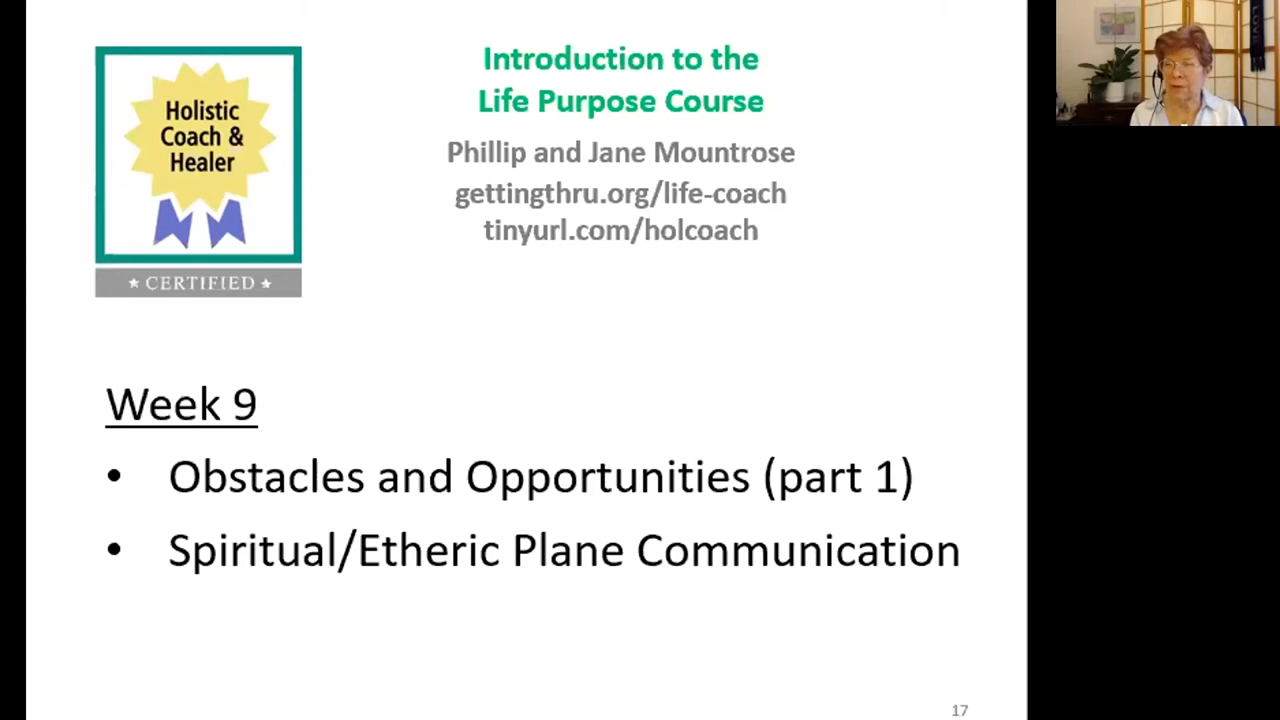 Holistic
Coach &
Healer
★ CERTIFIED ★
Introduction to the
Life Purpose Course
Phillip and Jane Mountrose
gettingthru.org/life-coach
tinyurl.com/holcoach
Week 9
• Obstacles and Opportunities (part 1)
• Spiritual/Etheric Plane Communication
17
LOVE